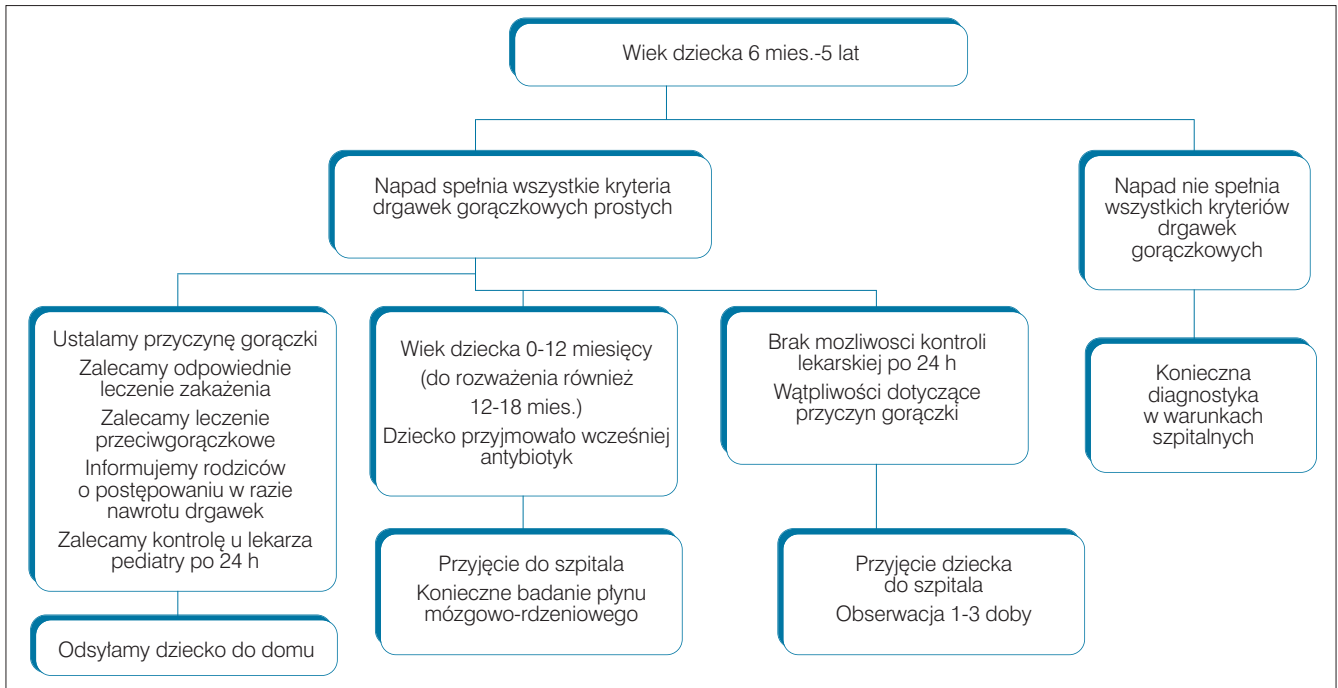 Wiek dziecka 6 mies.-5 lat
Napad spełnia wszystkie kryteria
drgawek gorączkowych prostych
Napad nie spełnia
wszystkich kryteriów
drgawek
gorączkowych
Ustalamy przyczynę gorączki
Zalecamy odpowiednie
leczenie zakażenia
Zalecamy leczenie
przeciwgorączkowe
Informujemy rodziców
o postępowaniu w razie
nawrotu drgawek
Zalecamy kontrolę u lekarza
pediatry po 24 h
Wiek dziecka 0-12 miesięcy
(do rozważenia również
12-18 mies.)
Dziecko przyjmowało wcześniej
antybiotyk
Brak mozliwosci kontroli
lekarskiej po 24 h
Wątpliwości dotyczące
przyczyn gorączki
Konieczna
diagnostyka
w warunkach
szpitalnych
Odsyłamy dziecko do domu
Przyjęcie do szpitala
Konieczne badanie płynu
mózgowo-rdzeniowego
Przyjęcie dziecka
do szpitala
Obserwacja 1-3 doby